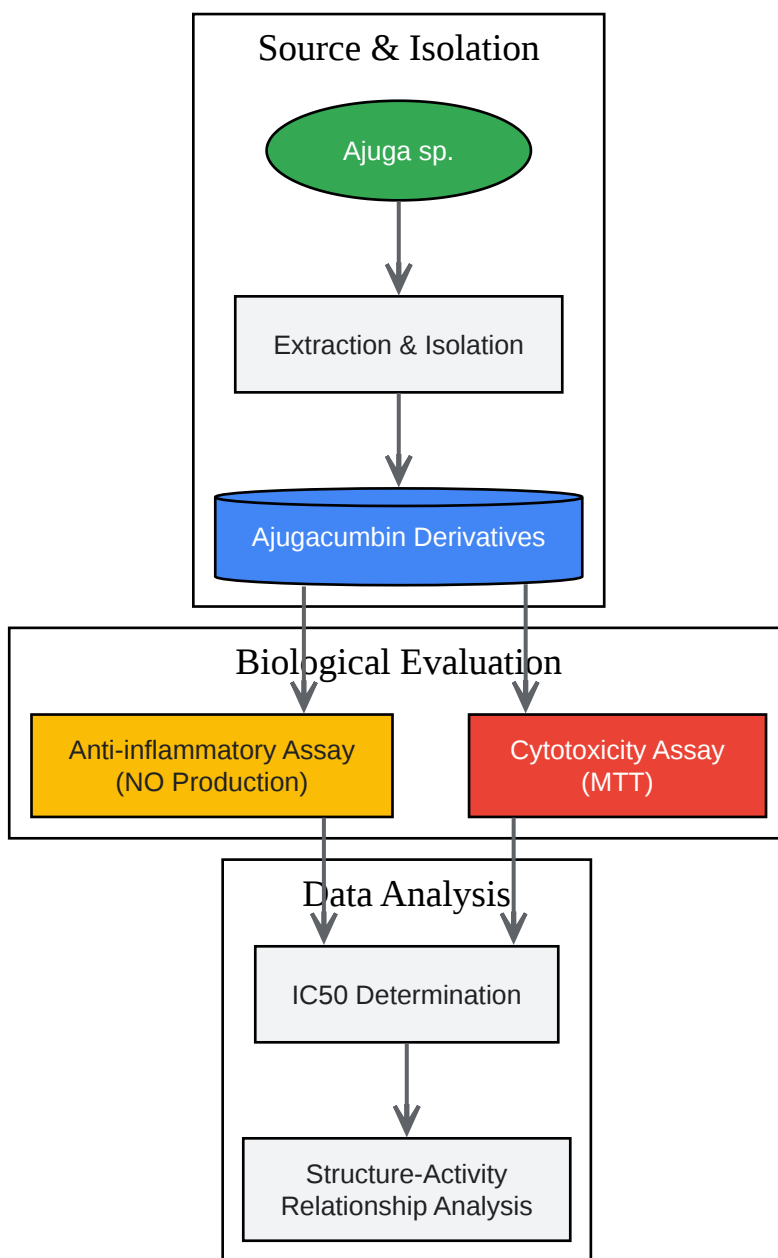 Source & Isolation
Ajuga sp.
Extraction & Isolation
Ajugacumbin Derivatives
Biological Evaluation
Anti-inflammatory Assay
(NO Production)
Cytotoxicity Assay
(MTT)
Data Analysis
IC50 Determination
Structure-Activity
Relationship Analysis